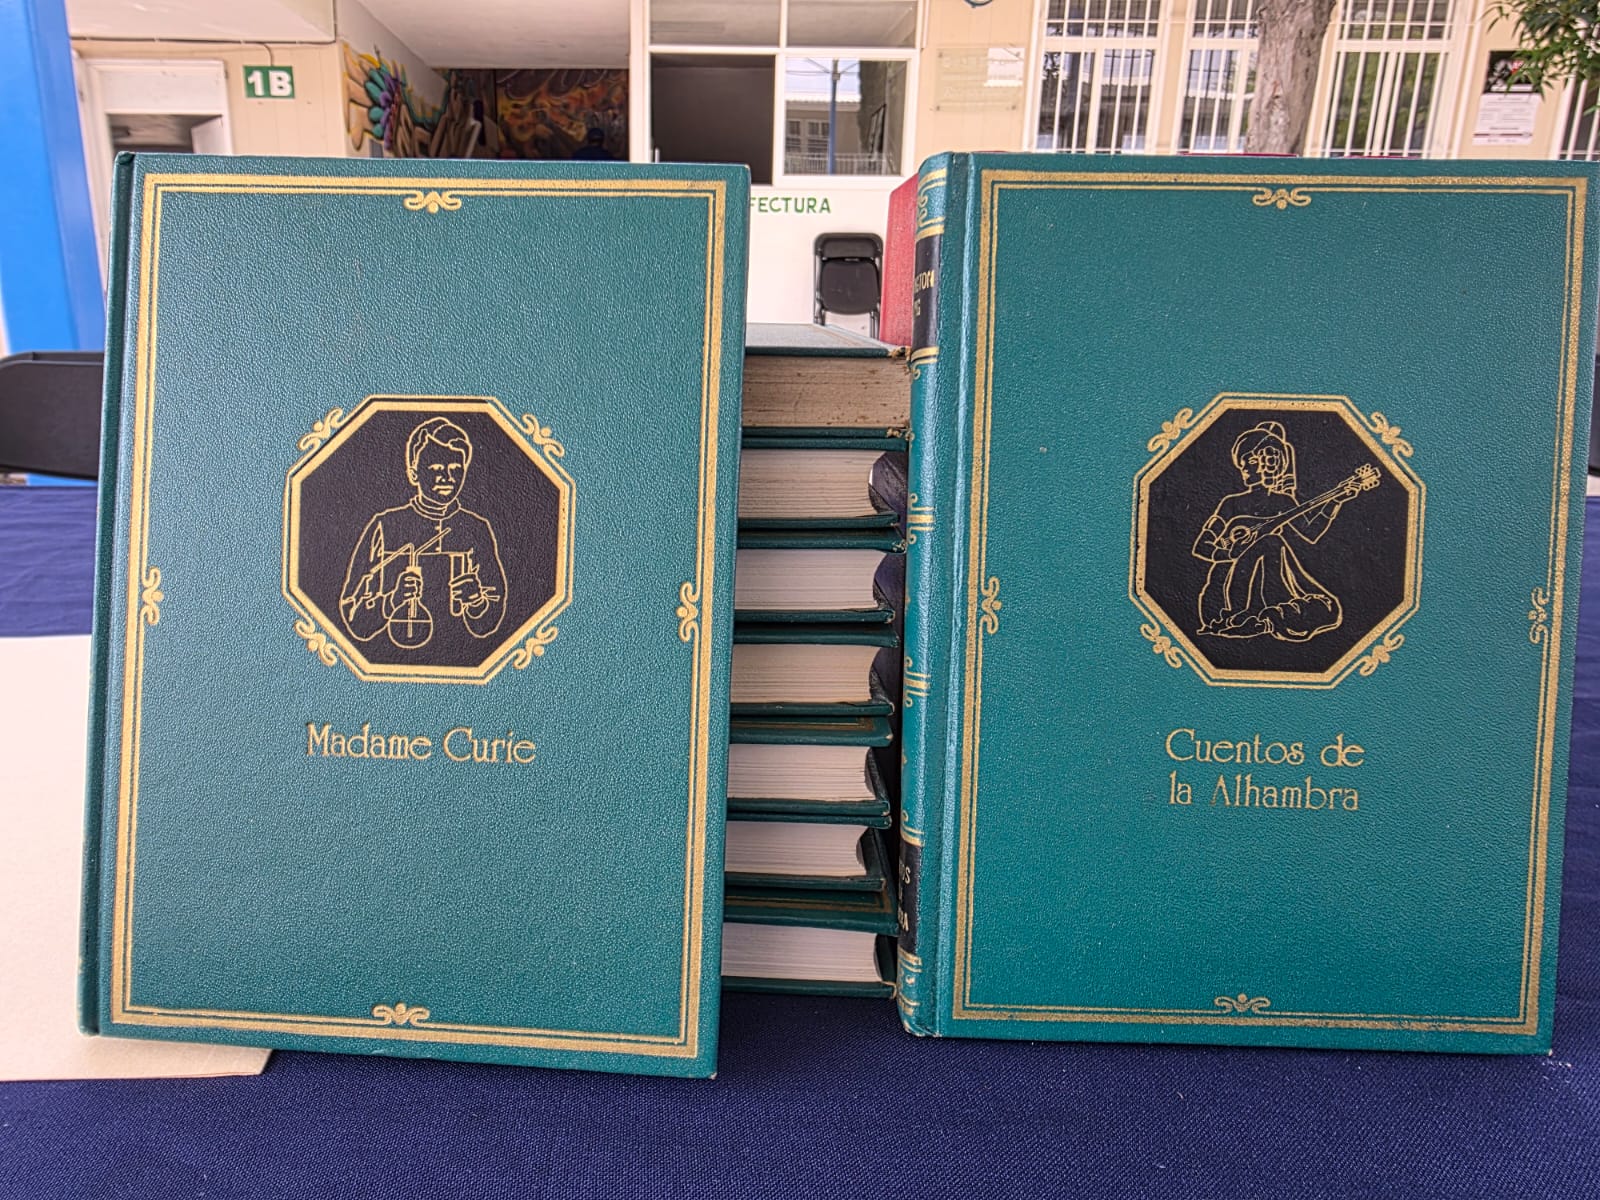 1B
FECTURA
Madame Curie
Cuentos de
la Alhambra